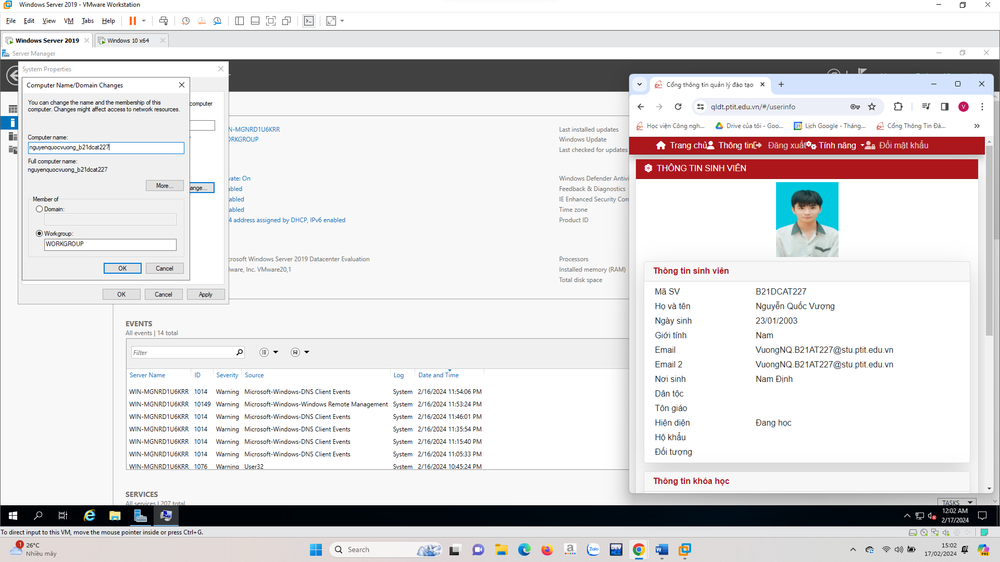 Windows Server 2019 - VMware Workstation
File Edit View VM Tabs Help
Windows Server 2019
Windows 10 x64
Server Manager
System Properties
Computer Name/Domain Changes
You can change the name and the membership of this
computer. Changes might affect access to network resources.
computer
Computer name:
nguyenquocvuong_b21dcat227
Full computer name:
nguyenquocvuong_b21dcat227
More...
ange...
Member of
Domain:
Workgroup:
WORKGROUP
OK Cancel
OK Cancel Apply
N-MGNRD1U6KRR
ORKGROUP
vate: On
abled
abled
abled
4 address assigned by DHCP, IPv6 enabled
crosoft Windows Server 2019 Datacenter Evaluation
lware, Inc. VMware20,1
Last installed updates
Windows Update
Last checked for updates
Windows Defender Antivi
Feedback & Diagnostics
IE Enhanced Security Con
Time zone
Product ID
Processors
Installed memory (RAM)
Total disk space
EVENTS
All events | 14 total
Filter
Server Name ID Severity Source Log Date and Time
WIN-MGNRD1U6KRR 1014 Warning Microsoft-Windows-DNS Client Events System 2/16/2024 11:54:06 PM
WIN-MGNRD1U6KRR 10149 Warning Microsoft-Windows-Windows Remote Management System 2/16/2024 11:53:24 PM
WIN-MGNRD1U6KRR 1014 Warning Microsoft-Windows-DNS Client Events System 2/16/2024 11:46:01 PM
WIN-MGNRD1U6KRR 1014 Warning Microsoft-Windows-DNS Client Events System 2/16/2024 11:35:54 PM
WIN-MGNRD1U6KRR 1014 Warning Microsoft-Windows-DNS Client Events System 2/16/2024 11:15:40 PM
WIN-MGNRD1U6KRR 1014 Warning Microsoft-Windows-DNS Client Events System 2/16/2024 11:05:33 PM
WIN-MGNRD1U6KRR 1076 Warning User32 System 2/16/2024 10:45:24 PM
SERVICES
All services | 207 total
TASKS
Cổng thông tin quản lý đào tạo
qldt.ptit.edu.vn/#/userinfo
V
Học viện Công ngh...
Drive của tôi - Goo...
31
Lịch Google - Tháng...
Cổng Thông Tin Đà...
Trang chủ Thông tin Đăng xuất Tính năng Đổi mật khẩu
THÔNG TIN SINH VIÊN
Thông tin sinh viên
Mã SV B21DCAT227
Họ và tên Nguyễn Quốc Vượng
Ngày sinh 23/01/2003
Giới tính Nam
Email VuongNQ.B21AT227@stu.ptit.edu.vn
Email 2 VuongNQ.B21AT227@stu.ptit.edu.vn
Nơi sinh Nam Định
Dân tộc
Tôn giáo
Hiện diện Đang học
Hộ khẩu
Đối tượng
Thông tin khóa học
12:02 AM
2/17/2024
To direct input to this VM, move the mouse pointer inside or press Ctrl+G.
1
26°C
Nhiều mây
Search
a
Zalo
DEV
C++
W
15:02
17/02/2024
PRE